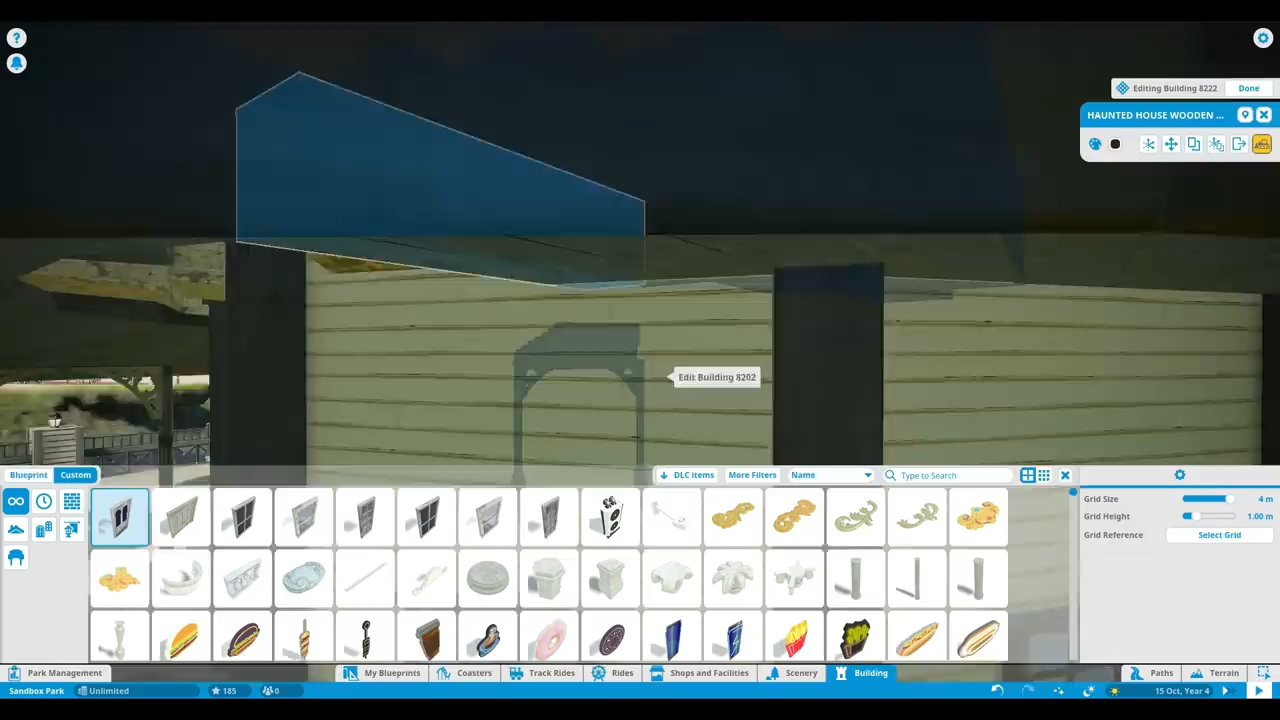 ?
Editing Building 8222
Done
HAUNTED HOUSE WOODEN ...
Edit Building 8202
Blueprint
Custom
DLC items
More Filters
Name
Type to Search
Grid Size
4 m
Grid Height
1.00 m
Grid Reference
Select Grid
Park Management
My Blueprints
Coasters
Track Rides
Rides
Shops and Facilities
Scenery
Building
Paths
Terrain
Sandbox Park
Unlimited
185
0
15 Oct, Year 4